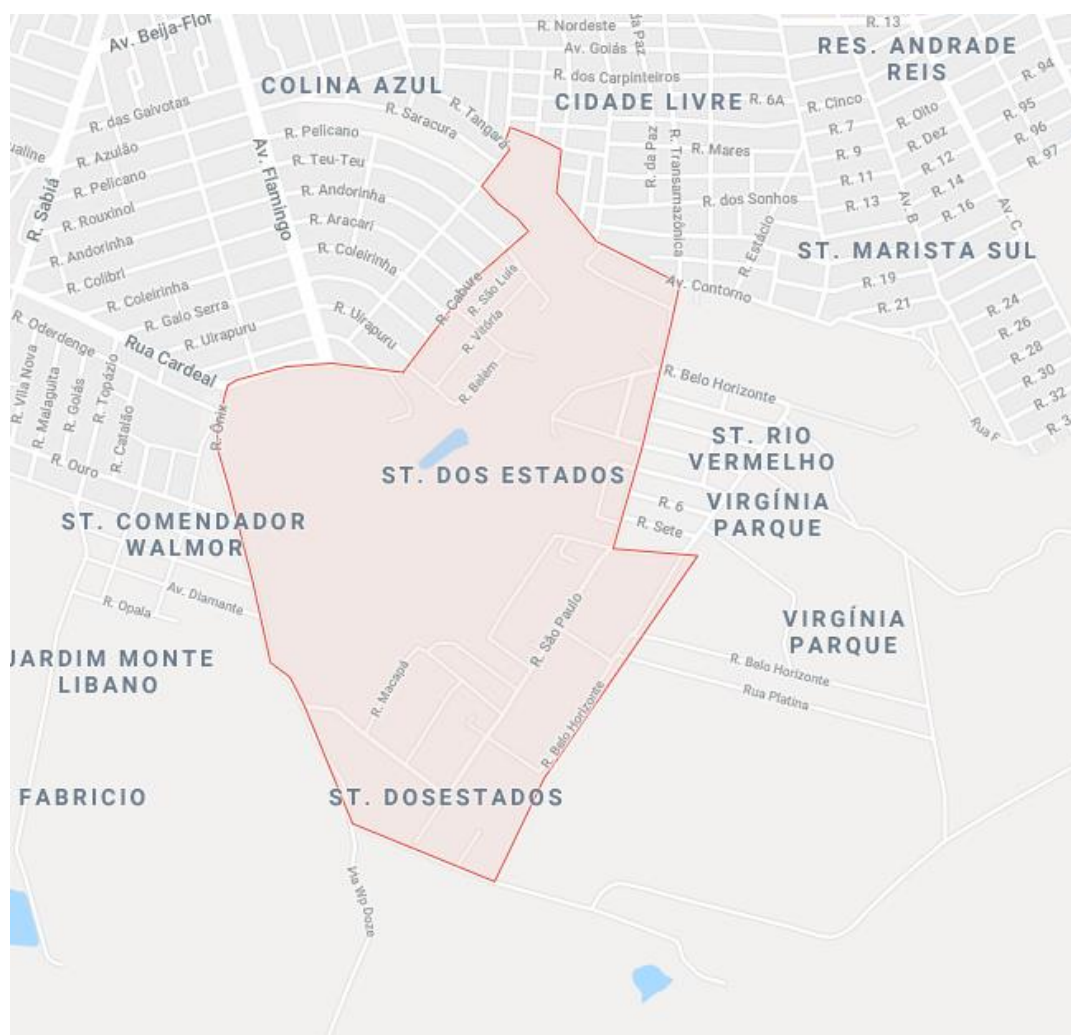 R. Nordeste
R. 13
Av. Beija-Flor
da Paz
Av. Goiás
RES. ANDRADE
REIS
R. 94
COLINA AZUL
R. dos Carpinteiros
CIDADE LIVRE
R. 6A
R. Cinco
R. Oito
R. 95
R. das Gaivotas
R. Saracura
R. Tangará
R. 7
R. Dez
R. 96
R. Pelicano
R. da Paz
R. Transamazônica
R. Mares
R. 9
R. 12
R. 97
R. Azulão
R. Teu-Teu
R. 11
R. 14
R. Pelicano
R. Andorinha
R. dos Sonhos
R. 13
Av. B
R. 16
Av. C
R. Sabiá
Av. Flamingo
R. Rouxinol
R. Aracari
R. Estácio
R. Andorinha
R. Coleirinha
ST. MARISTA SUL
R. Colibri
R. Caburé
R. São Luís
Av. Contorno
R. 19
R. Coleirinha
R. 21
R. 24
R. Oderdenge
R. Galo Serra
R. Uirapuru
R. Vitória
R. 26
Rua Cardeal
R. Uirapuru
R. 28
R. Vila Nova
R. Malaguita
R. Goiás
R. Topázio
R. Belém
R. Belo Horizonte
R. 30
R. Catalão
R. Ônix
R. 32
Rua F
R. 3
R. Ouro
ST. DOS ESTADOS
ST. RIO
VERMELHO
R. 6
VIRGÍNIA
PARQUE
ST. COMENDADOR
WALMOR
R. Sete
R. Opala
Av. Diamante
R. São Paulo
VIRGÍNIA
PARQUE
JARDIM MONTE
LIBANO
R. Macapá
R. Belo Horizonte
Rua Platina
R. Belo Horizonte
FABRICIO
ST. DOSESTADOS
Via Wp Doze